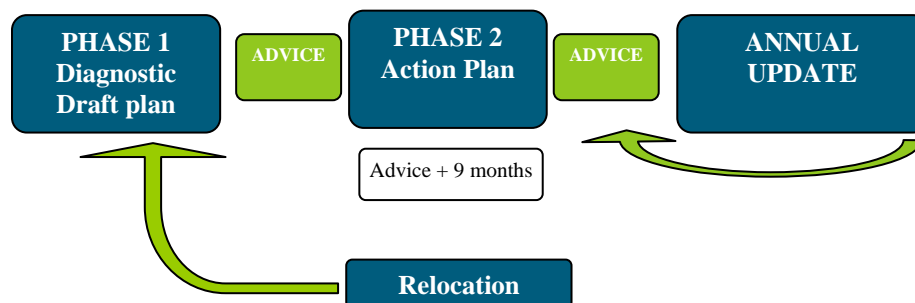 PHASE 1
Diagnostic
Draft plan
ADVICE
PHASE 2
Action Plan
ADVICE
ANNUAL
UPDATE
Advice + 9 months
Relocation